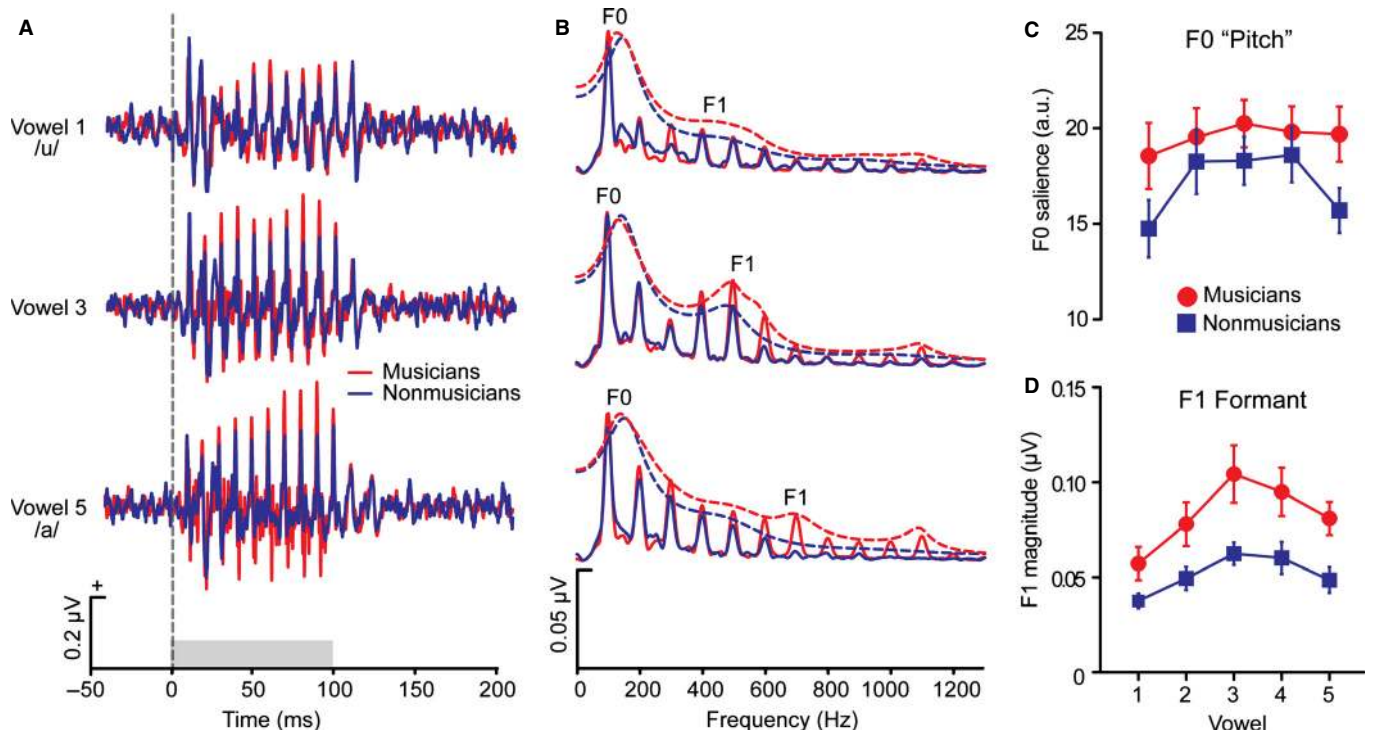 A
Vowel 1
/u/
Vowel 3
Musicians
Nonmusicians
Vowel 5
/a/
+
0.2 µV
–50 0 50 100 150 200
Time (ms)
B
F0
F1
F0
F1
F0
F1
0.05 µV
0 200 400 600 800 1000 1200
Frequency (Hz)
C
F0 “Pitch”
25
20
15
10
F0 salience (a.u.)
Musicians
Nonmusicians
D
F1 Formant
0.15
0.10
0.05
0
F1 magnitude (µV)
1 2 3 4 5
Vowel